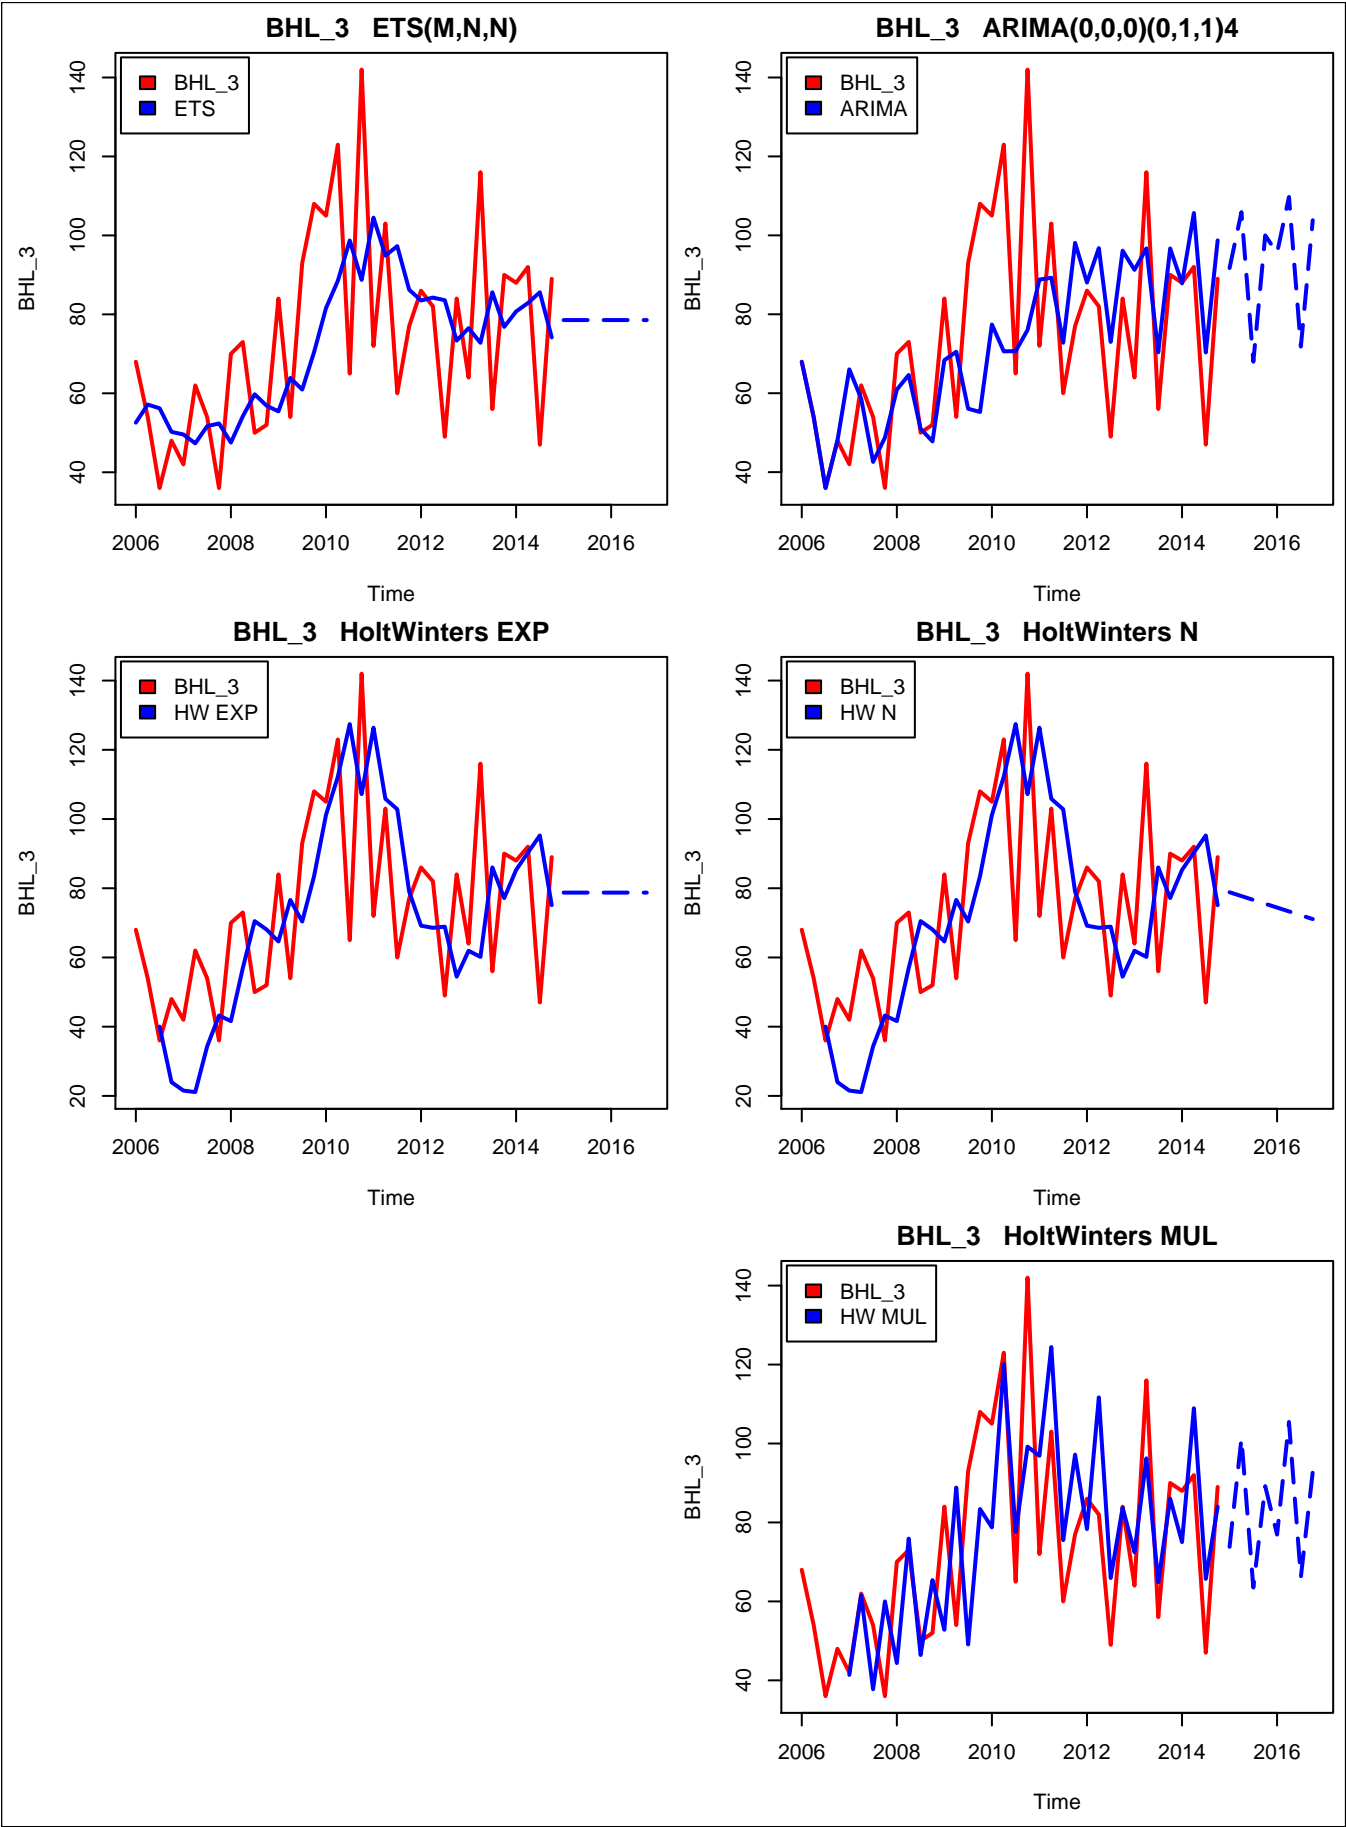 BHL_3 ETS(M,N,N)
BHL_3
ETS
140
120
100
80
60
40
BHL_3
2006 2008 2010 2012 2014 2016
Time
BHL_3 ARIMA(0,0,0)(0,1,1)4
BHL_3
ARIMA
140
120
100
80
60
40
BHL_3
2006 2008 2010 2012 2014 2016
Time
BHL_3 HoltWinters EXP
BHL_3
HW EXP
140
120
100
80
60
40
20
BHL_3
2006 2008 2010 2012 2014 2016
Time
BHL_3 HoltWinters N
BHL_3
HW N
140
120
100
80
60
40
20
BHL_3
2006 2008 2010 2012 2014 2016
Time
BHL_3 HoltWinters MUL
BHL_3
HW MUL
140
120
100
80
60
40
BHL_3
2006 2008 2010 2012 2014 2016
Time